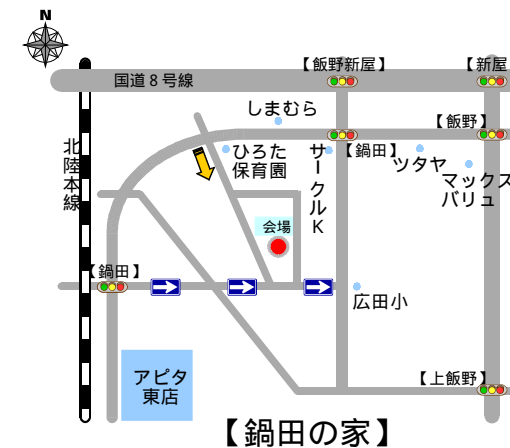 N
【飯野新屋】
【新屋
国道8号線
しまむら
【飯野】
北陸本線
ひろた
保育園
サークルK
【鍋田】
ツタヤ
マックス
バリュ
会場
【鍋田】
広田小
アピタ
東店
【上飯野】
【鍋田の家】